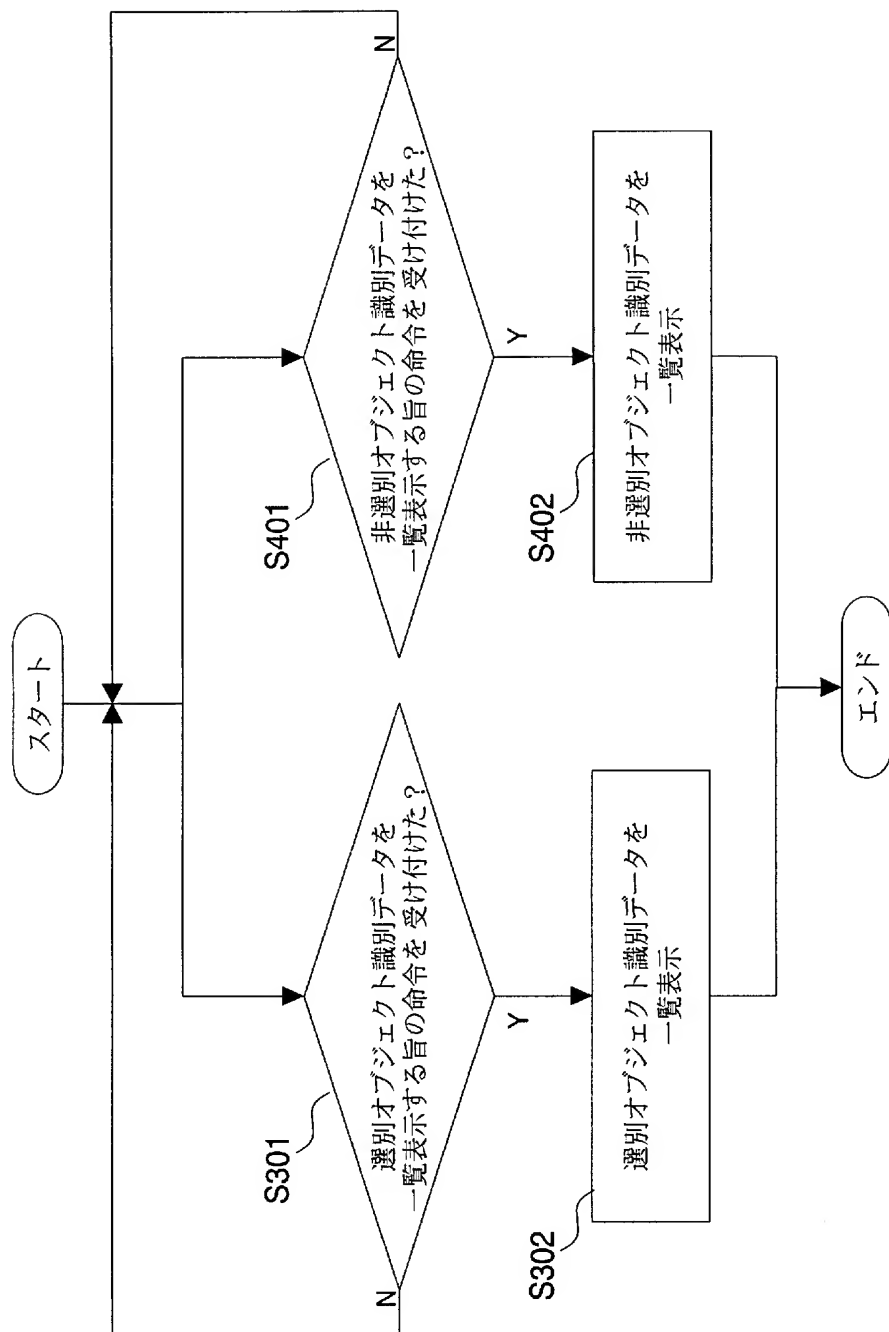 スタート
S301
選別オブジェクト識別データを
一覧表示する旨の命令を 受け付けた?
N
Y
S302
選別オブジェクト識別データを
一覧表示
S401
非選別オブジェクト識別データを
一覧表示する旨の命令を 受け付けた?
N
Y
S402
非選別オブジェクト識別データを
一覧表示
エンド